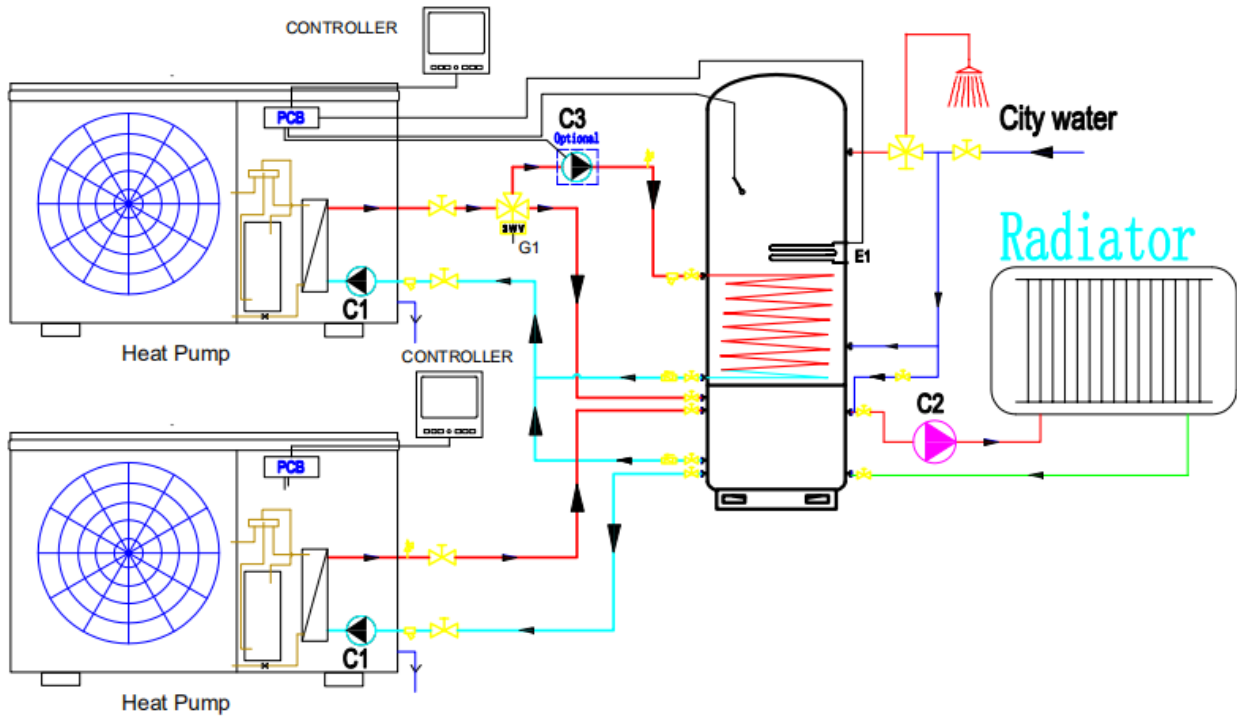 CONTROLLER
PCB
C3
Optional
City water
3WV
G1
E1
Radiator
C1
Heat Pump
CONTROLLER
C2
PCB
C1
Heat Pump